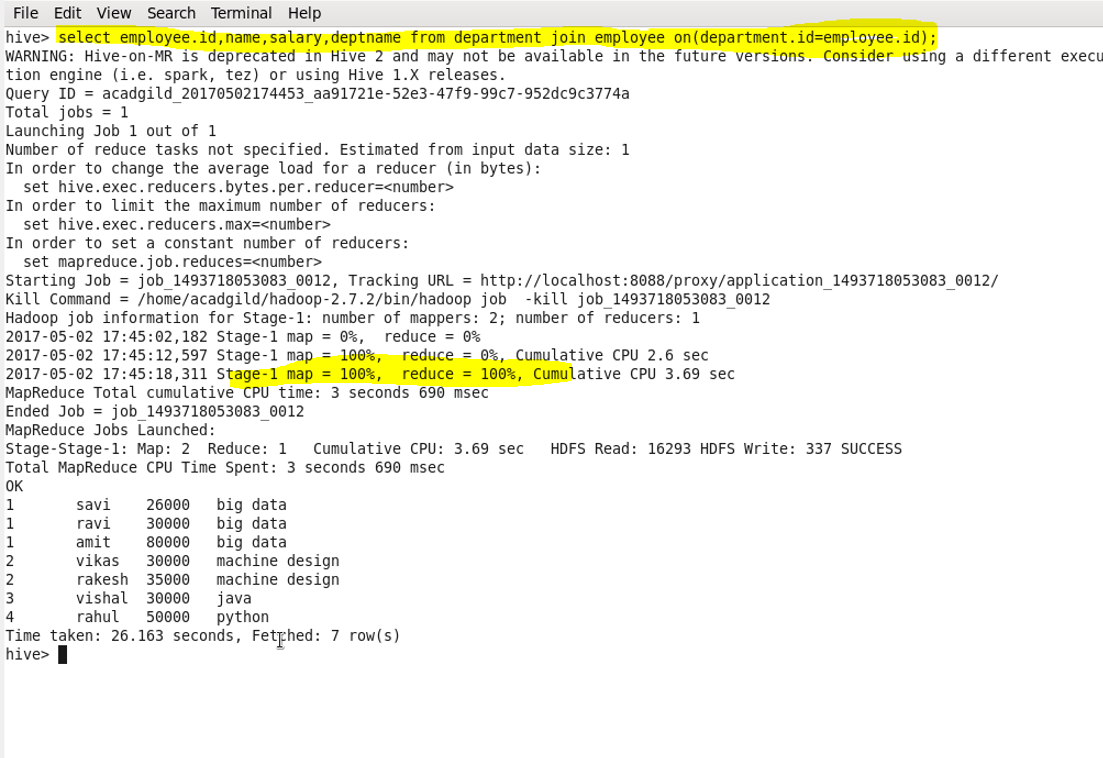 File Edit View Search Terminal Help
hive> select employee.id,name,salary,deptname from department join employee on(department.id=employee.id);
WARNING: Hive-on-MR is deprecated in Hive 2 and may not be available in the future versions. Consider using a different execu
tion engine (i.e. spark, tez) or using Hive 1.X releases.
Query ID = acadgild_20170502174453_aa91721e-52e3-47f9-99c7-952dc9c3774a
Total jobs = 1
Launching Job 1 out of 1
Number of reduce tasks not specified. Estimated from input data size: 1
In order to change the average load for a reducer (in bytes):
  set hive.exec.reducers.bytes.per.reducer=<number>
In order to limit the maximum number of reducers:
  set hive.exec.reducers.max=<number>
In order to set a constant number of reducers:
  set mapreduce.job.reduces=<number>
Starting Job = job_1493718053083_0012, Tracking URL = http://localhost:8088/proxy/application_1493718053083_0012/
Kill Command = /home/acadgild/hadoop-2.7.2/bin/hadoop job  -kill job_1493718053083_0012
Hadoop job information for Stage-1: number of mappers: 2; number of reducers: 1
2017-05-02 17:45:02,182 Stage-1 map = 0%,  reduce = 0%
2017-05-02 17:45:12,597 Stage-1 map = 100%,  reduce = 0%, Cumulative CPU 2.6 sec
2017-05-02 17:45:18,311 Stage-1 map = 100%,  reduce = 100%, Cumulative CPU 3.69 sec
MapReduce Total cumulative CPU time: 3 seconds 690 msec
Ended Job = job_1493718053083_0012
MapReduce Jobs Launched:
Stage-Stage-1: Map: 2  Reduce: 1   Cumulative CPU: 3.69 sec   HDFS Read: 16293 HDFS Write: 337 SUCCESS
Total MapReduce CPU Time Spent: 3 seconds 690 msec
OK
1	savi	26000	big data
1	ravi	30000	big data
1	amit	80000	big data
2	vikas	30000	machine design
2	rakesh	35000	machine design
3	vishal	30000	java
4	rahul	50000	python
Time taken: 26.163 seconds, Fetched: 7 row(s)
hive>